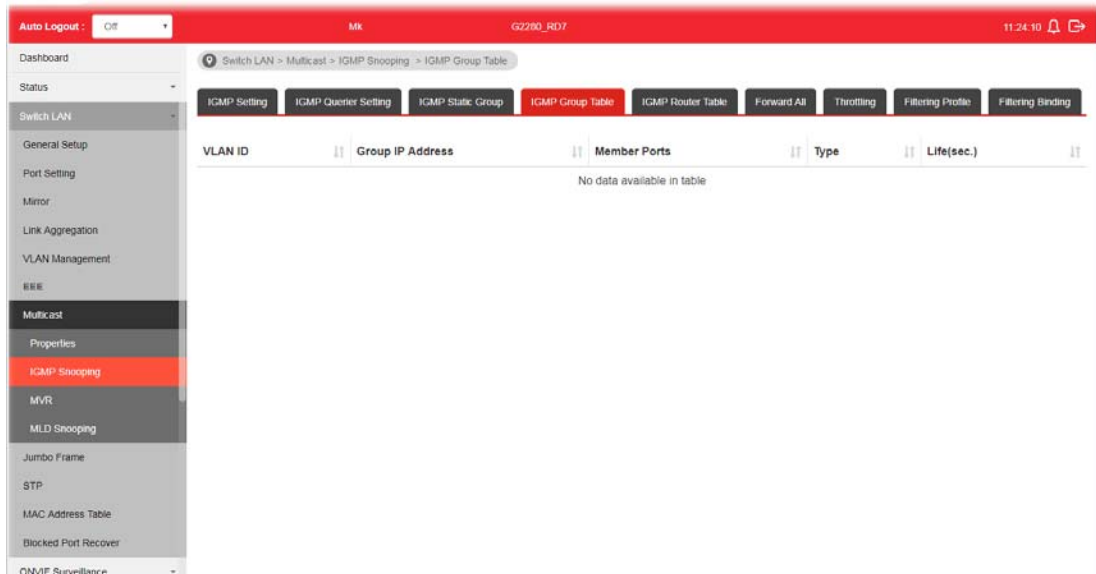 Auto Logout : Off Mk G2280_RD7 11:24:10
Dashboard
Status
Switch LAN
General Setup
Port Setting
Mirror
Link Aggregation
VLAN Management
EEE
Multicast
Properties
IGMP Snooping
MVR
MLD Snooping
Jumbo Frame
STP
MAC Address Table
Blocked Port Recover
ONVIF Surveillance
Switch LAN > Multicast > IGMP Snooping > IGMP Group Table
IGMP Setting IGMP Querier Setting IGMP Static Group IGMP Group Table IGMP Router Table Forward All Throttling Filtering Profile Filtering Binding
VLAN ID Group IP Address Member Ports Type Life(sec.)
No data available in table